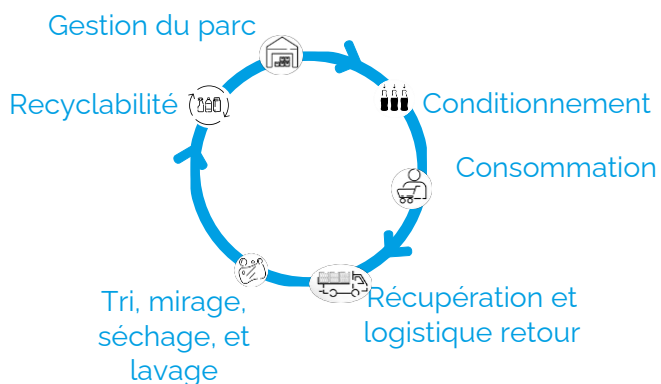 Gestion du parc
Recyclabilité
Conditionnement
Consommation
Récupération et
logistique retour
Tri, mirage,
séchage, et
lavage